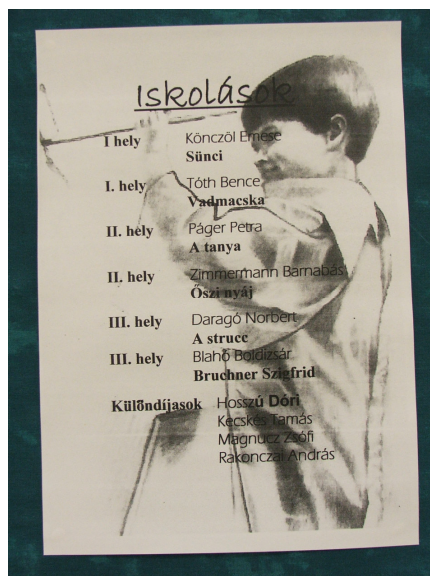 Iskolások
I hely Könczöl Emese
Sünci
I. hely Tóth Bence
Vadmacska
II. hely Páger Petra
A tanya
II. hely Zimmermann Barnabás
Őszi nyáj
III. hely Daragó Norbert
A strucc
III. hely Blahó Boldizsár
Bruchner Szigfrid
Különdíjasok Hosszú Dóri
Kecskés Tamás
Magnucz Zsófi
Rakonczai András